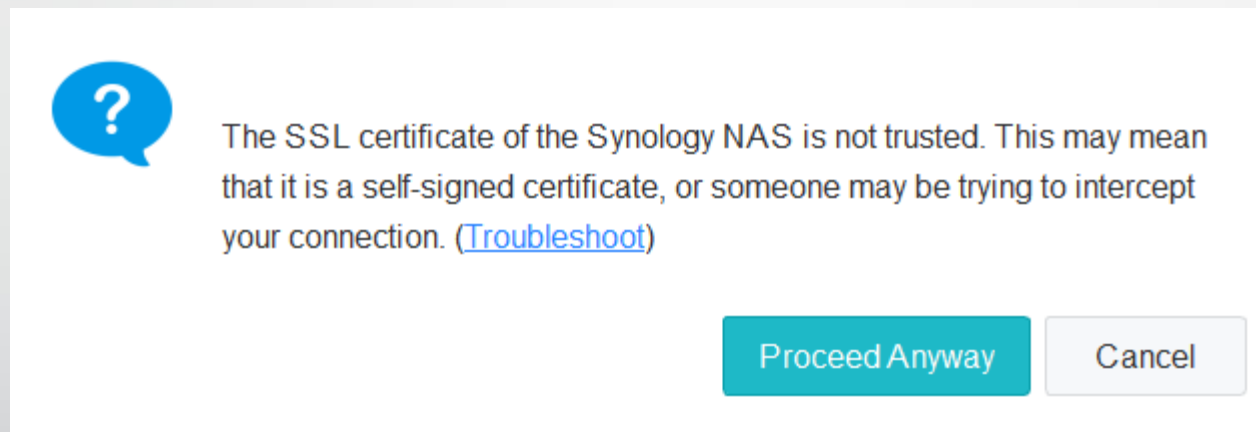 ?
The SSL certificate of the Synology NAS is not trusted. This may mean
that it is a self-signed certificate, or someone may be trying to intercept
your connection. (Troubleshoot)
Proceed Anyway
Cancel